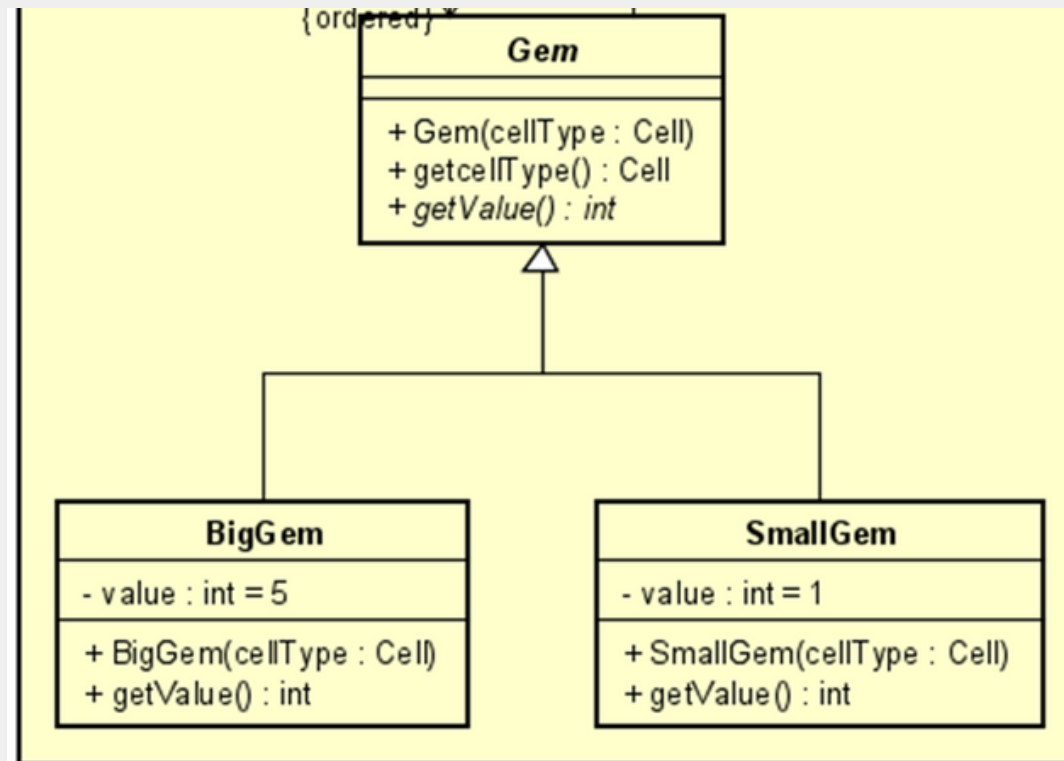 {ordered} *
Gem
+ Gem(cellType : Cell)
+ getcellType() : Cell
+ getValue() : int
BigGem
- value : int = 5
+ BigGem(cellType : Cell)
+ getValue() : int
SmallGem
- value : int = 1
+ SmallGem(cellType : Cell)
+ getValue() : int